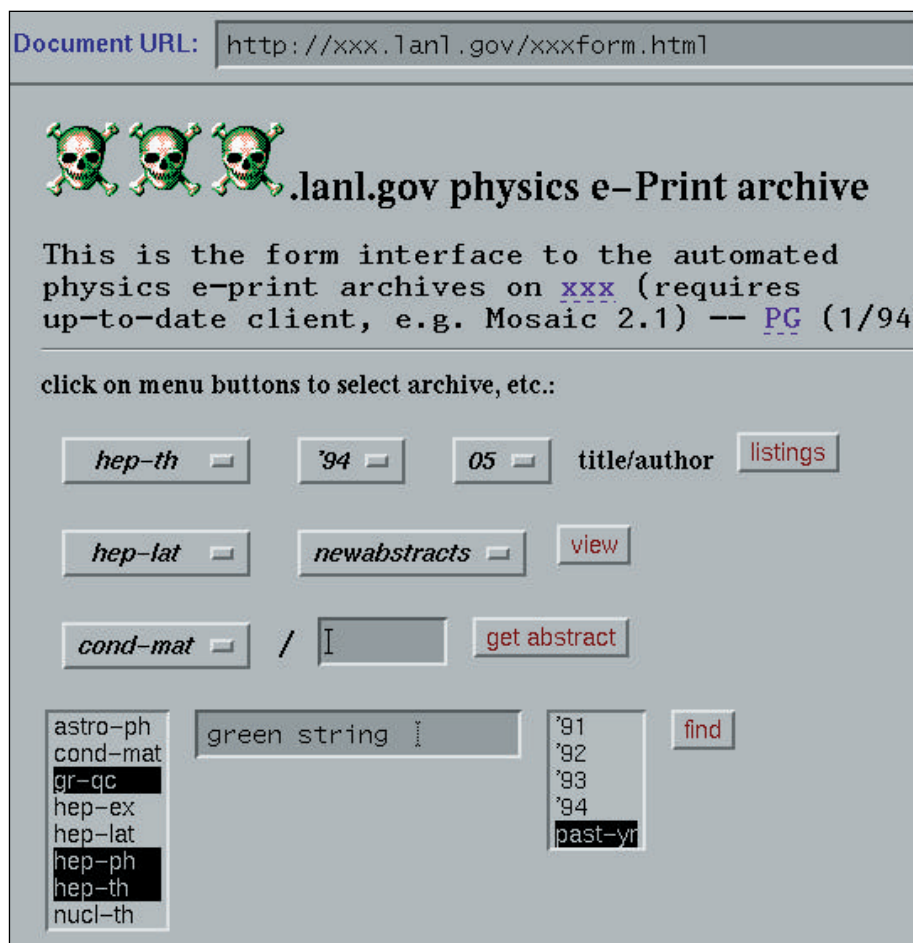 Document URL: http://xxx.lanl.gov/xxxform.html
.lanl.gov physics e-Print archive
This is the form interface to the automated
physics e-print archives on xxx (requires
up-to-date client, e.g. Mosaic 2.1) -- PG (1/94
click on menu buttons to select archive, etc.:
hep-th '94 05 title/author listings
hep-lat newabstracts view
cond-mat / get abstract
astro-ph
cond-mat
gr-qc
hep-ex
hep-lat
hep-ph
hep-th
nucl-th
green string
'91
'92
'93
'94
past-yr
find